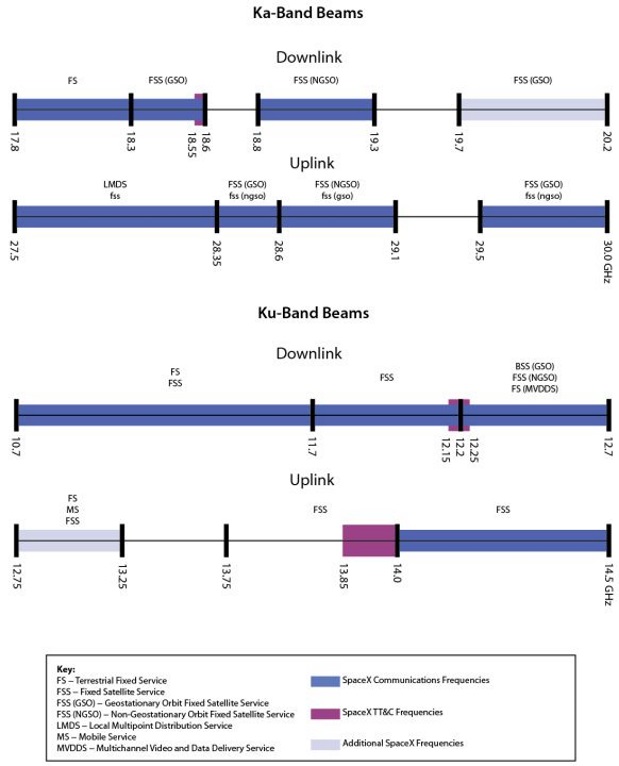 Ka-Band Beams
Downlink
FS FSS (GSO) FSS (NGSO) FSS (GSO)
17.8 18.3 18.55 18.6 18.8 19.3 19.7 20.2
Uplink
LMDS FSS (GSO) FSS (NGSO) FSS (GSO)
fss fss (ngso) fss (gso) fss (ngso)
27.5 28.35 28.6 29.1 29.5 30.0 GHz
Ku-Band Beams
Downlink
BSS (GSO)
FS FSS FSS (NGSO)
FSS FS (MVDDS)
10.7 11.7 12.15 12.2 12.25 12.7
Uplink
FS
MS FSS FSS
FSS
12.75 13.25 13.75 13.85 14.0 14.5 GHz
Key:
FS – Terrestrial Fixed Service
FSS – Fixed Satellite Service
FSS (GSO) – Geostationary Orbit Fixed Satellite Service
FSS (NGSO) – Non-Geostationary Orbit Fixed Satellite Service
LMDS – Local Multipoint Distribution Service
MS – Mobile Service
MVDDS – Multichannel Video and Data Delivery Service
SpaceX Communications Frequencies
SpaceX TT&C Frequencies
Additional SpaceX Frequencies